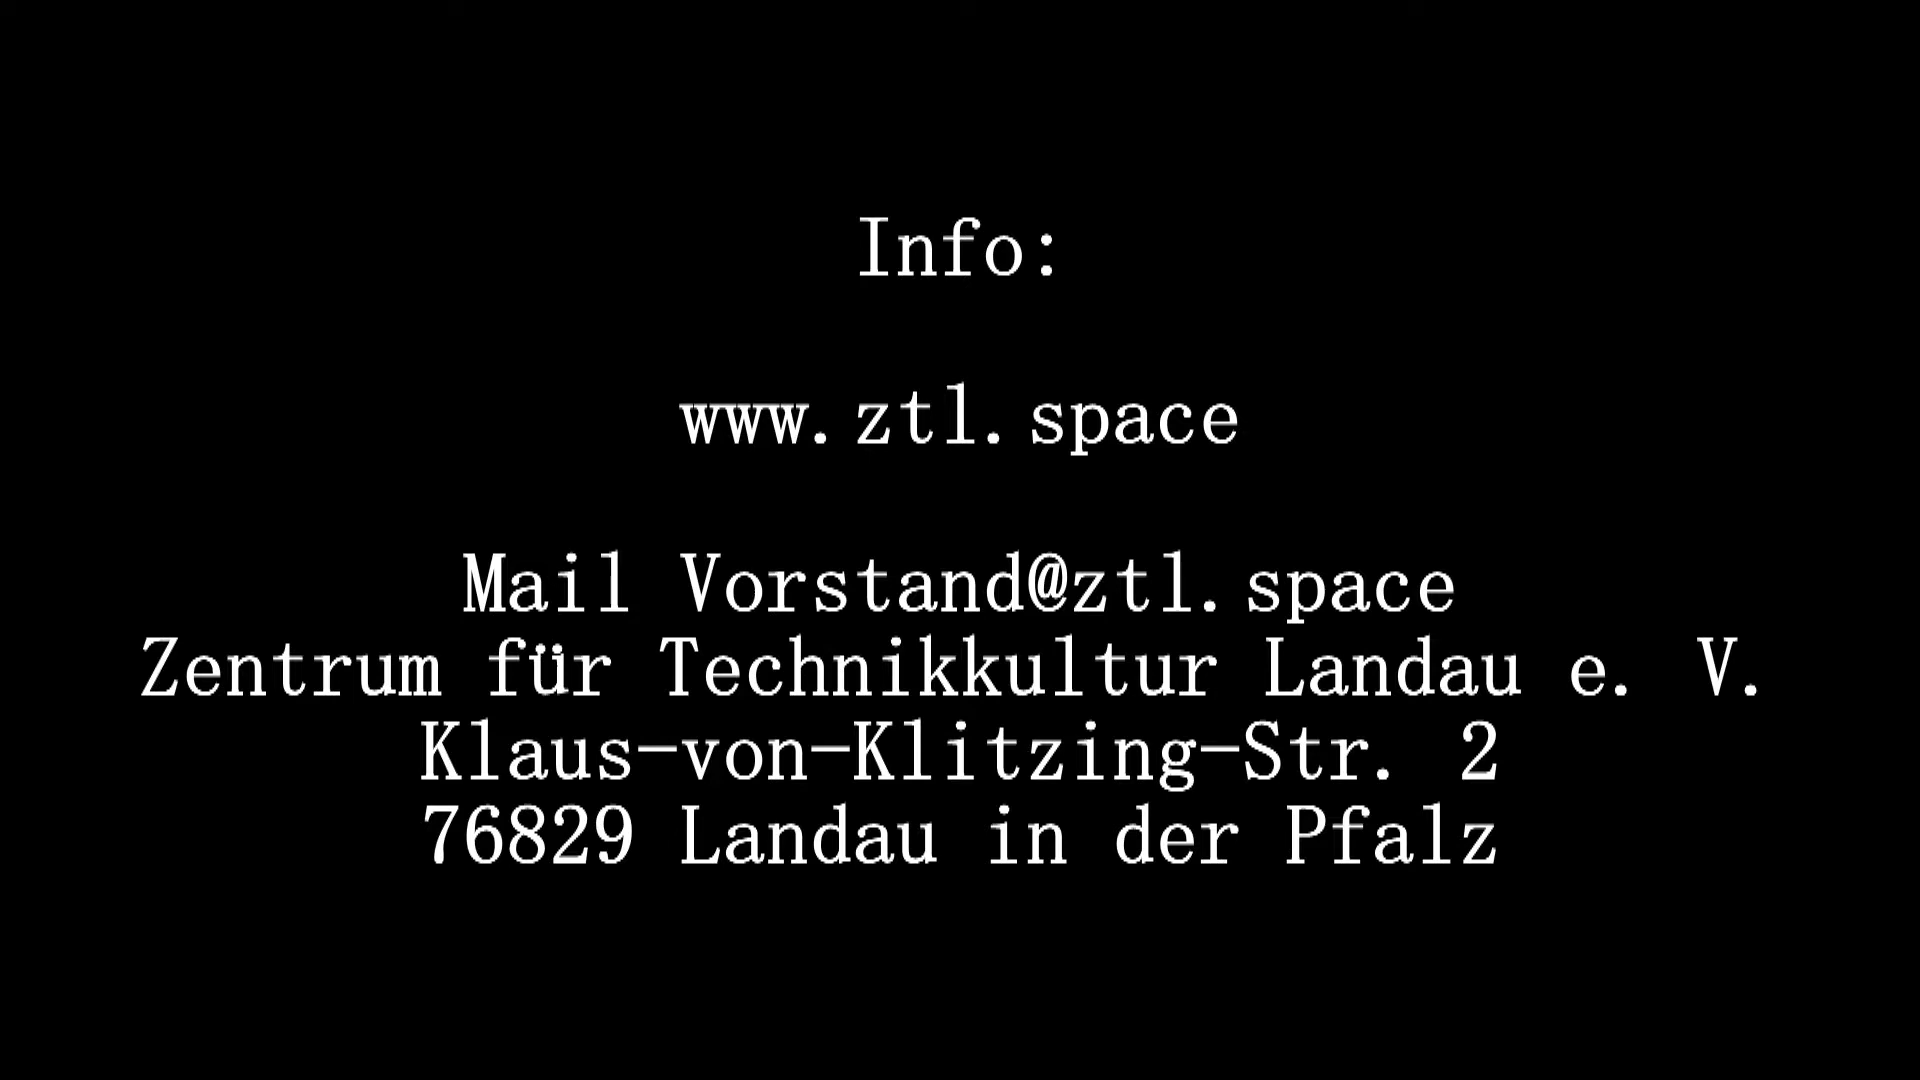 Info:
www.ztl.space
Mail Vorstand@ztl.space
Zentrum für Technikkultur Landau e. V.
Klaus-von-Klitzing-Str. 2
76829 Landau in der Pfalz